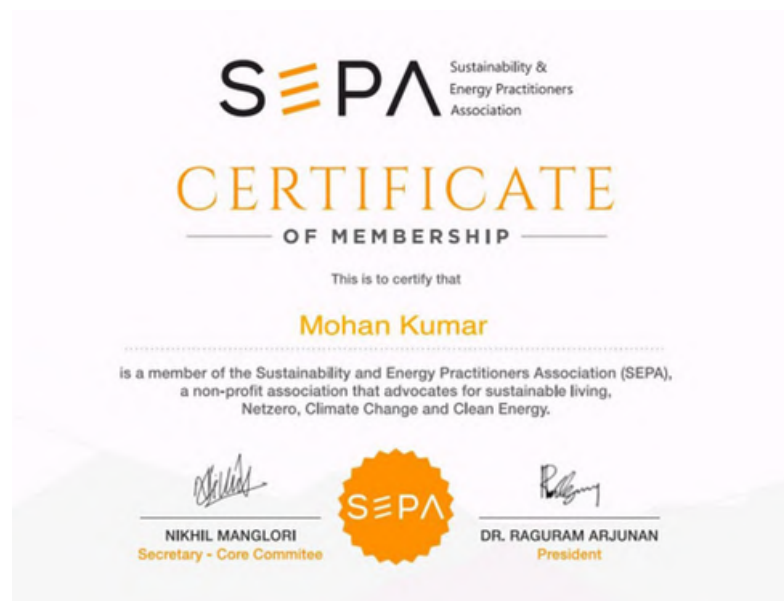 SEPA
Sustainability &
Energy Practitioners
Association
CERTIFICATE
OF MEMBERSHIP
This is to certify that
Mohan Kumar
is a member of the Sustainability and Energy Practitioners Association (SEPA),
a non-profit association that advocates for sustainable living,
Netzero, Climate Change and Clean Energy.
SEPA
NIKHIL MANGLORI
Secretary - Core Commitee
DR. RAGURAM ARJUNAN
President